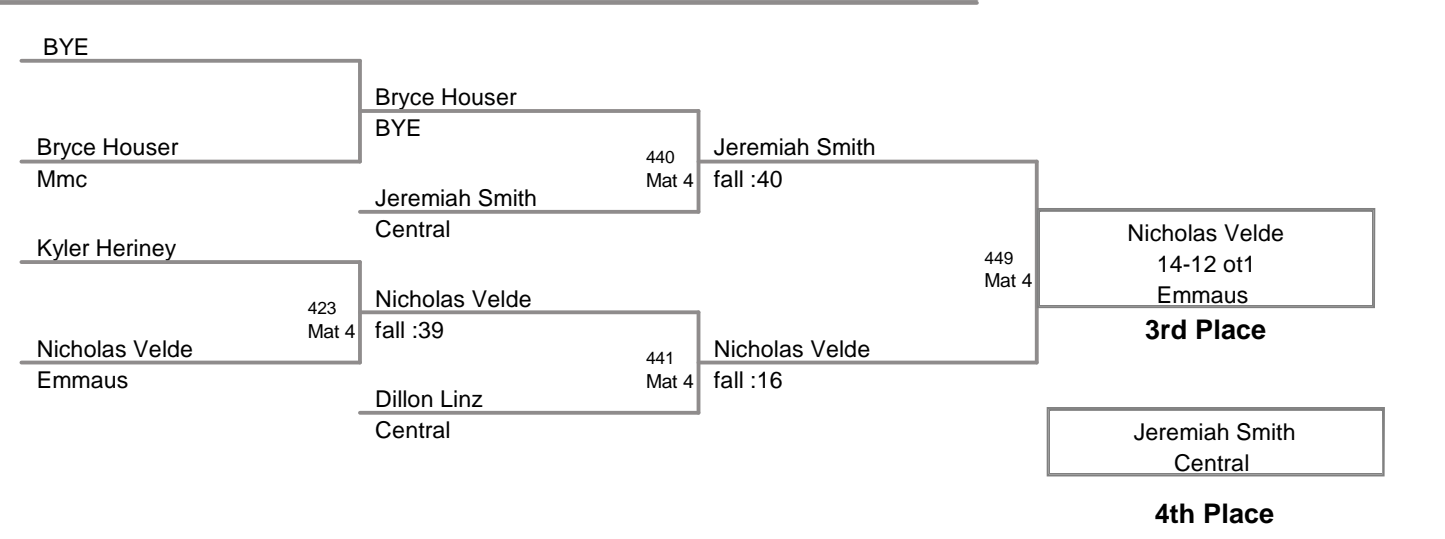 BYE
Bryce Houser
BYE
Bryce Houser
Mmc
440
Mat 4
Jeremiah Smith
fall :40
Jeremiah Smith
Central
Kyler Heriney
423
Mat 4
Nicholas Velde
fall :39
Nicholas Velde
Emmaus
441
Mat 4
Nicholas Velde
fall :16
Dillon Linz
Central
449
Mat 4
Nicholas Velde
14-12 ot1
Emmaus
3rd Place
Jeremiah Smith
Central
4th Place